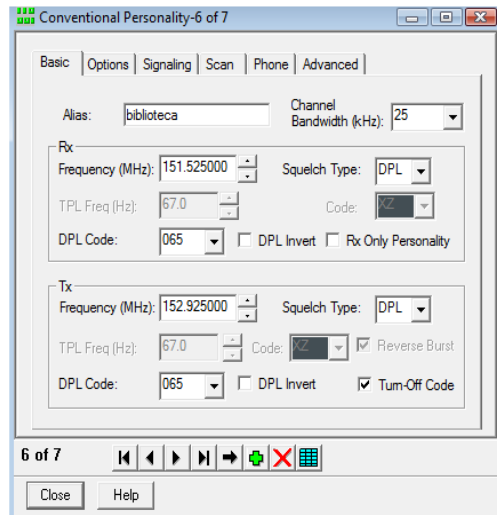 Conventional Personality-6 of 7
Basic Options Signaling Scan Phone Advanced
Alias: biblioteca Channel Bandwidth (kHz): 25
Rx
Frequency (MHz): 151.525000 Squelch Type: DPL
TPL Freq (Hz): 67.0 Code: XZ
DPL Code: 065 DPL Invert Rx Only Personality
Tx
Frequency (MHz): 152.925000 Squelch Type: DPL
TPL Freq (Hz): 67.0 Code: XZ Reverse Burst
DPL Code: 065 DPL Invert Turn-Off Code
6 of 7
Close Help